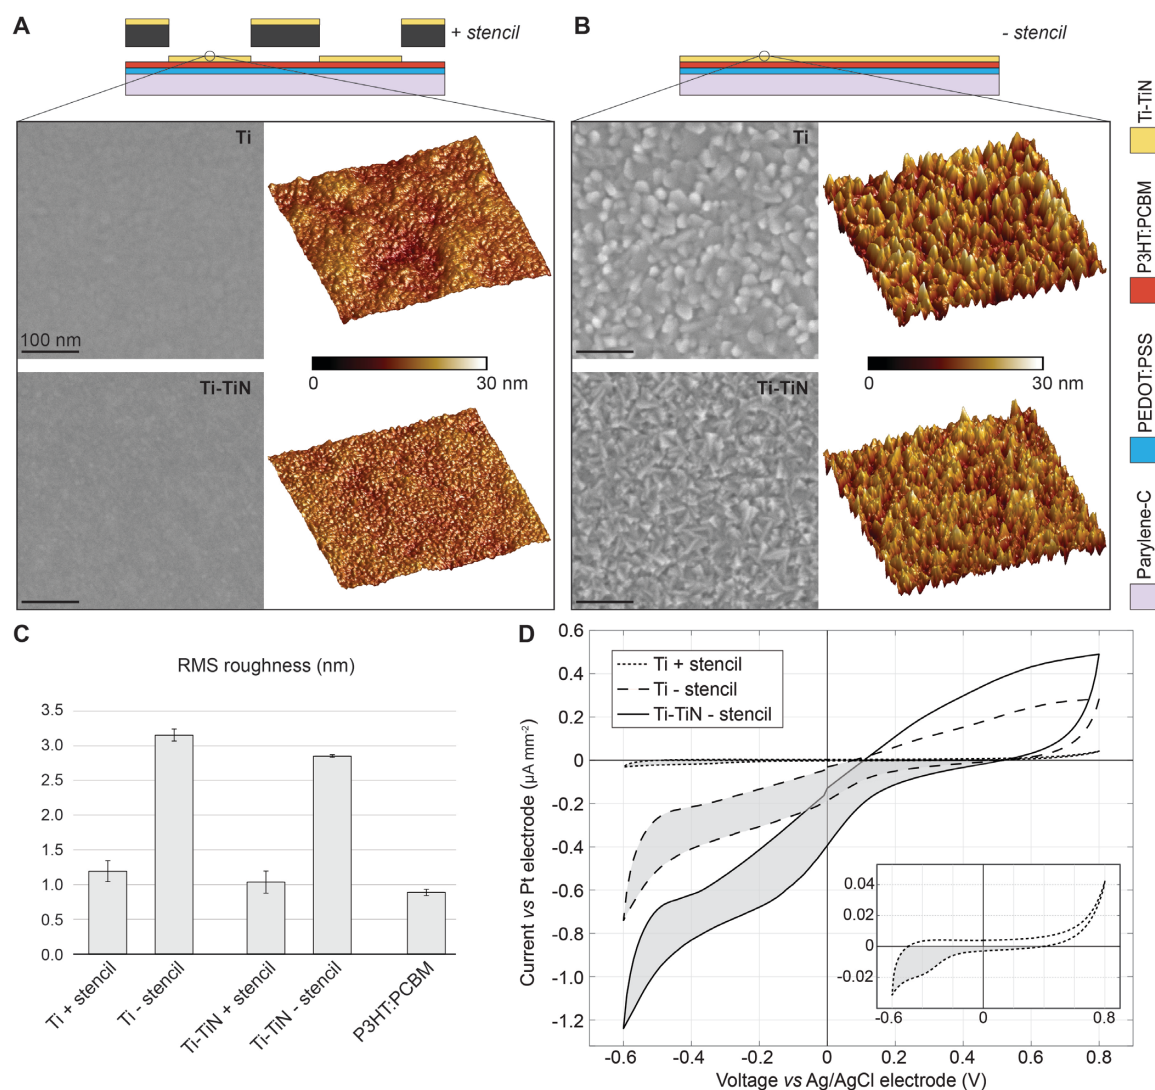 A
+ stencil
B
- stencil
Ti
100 nm
0
30 nm
Ti-TiN
Ti
0
30 nm
Ti-TiN
Ti-TiN
P3HT:PCBM
PEDOT:PSS
Parylene-C
C
RMS roughness (nm)
3.5
3.0
2.5
2.0
1.5
1.0
0.5
0.0
Ti + stencil
Ti - stencil
Ti-TiN + stencil
Ti-TiN - stencil
P3HT:PCBM
D
Current vs Pt electrode (µA mm⁻²)
0.6
0.4
0.2
0
-0.2
-0.4
-0.6
-0.8
-1.0
-1.2
Ti + stencil
Ti - stencil
Ti-TiN - stencil
0.04
0.02
0
-0.02
-0.6
0
0.8
-0.6
-0.4
-0.2
0
0.2
0.4
0.6
0.8
Voltage vs Ag/AgCl electrode (V)